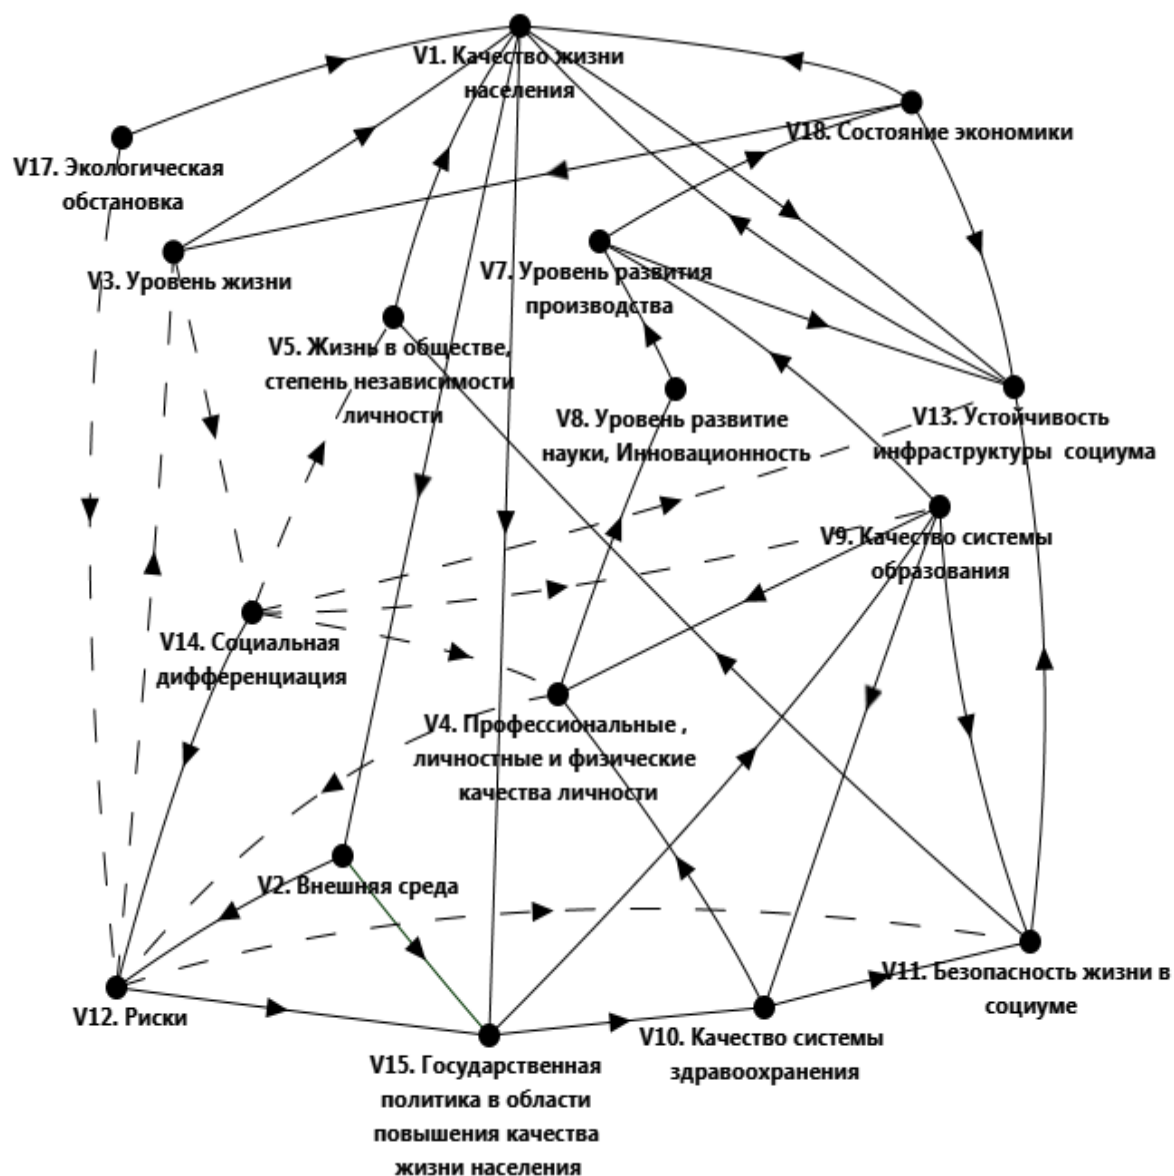 V1. Качество жизни
населения
V18. Состояние экономики
V17. Экологическая
обстановка
V3. Уровень жизни
V7. Уровень развития
производства
V5. Жизнь в обществе,
степень независимости
личности
V8. Уровень развитие
науки, Инновационность
V13. Устойчивость
инфраструктуры социума
V9. Качество системы
образования
V14. Социальная
дифференциация
V4. Профессиональные ,
личностные и физические
качества личности
V2. Внешняя среда
V11. Безопасность жизни в
социуме
V12. Риски
V10. Качество системы
здравоохранения
V15. Государственная
политика в области
повышения качества
жизни населения